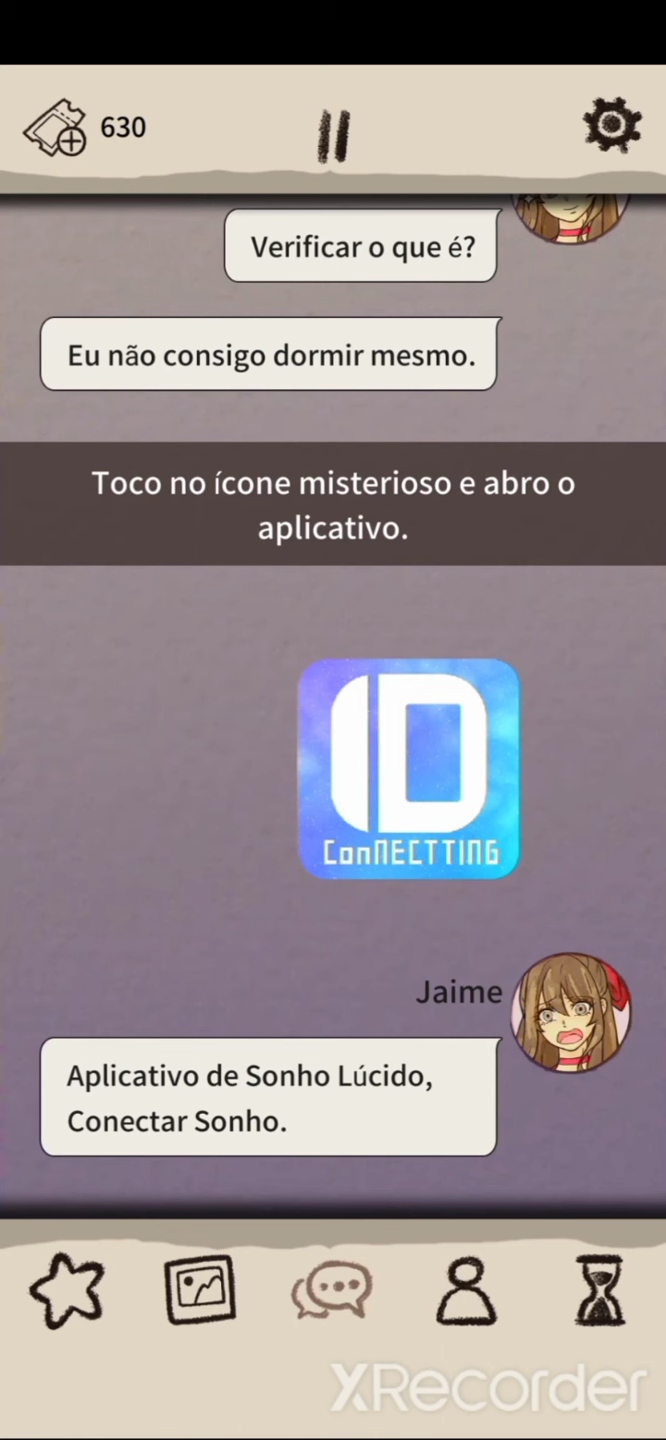 630
Verificar o que é?
Eu não consigo dormir mesmo.
Toco no ícone misterioso e abro o
aplicativo.
ID
ConNECTTING
Jaime
Aplicativo de Sonho Lúcido,
Conectar Sonho.
XRecorder